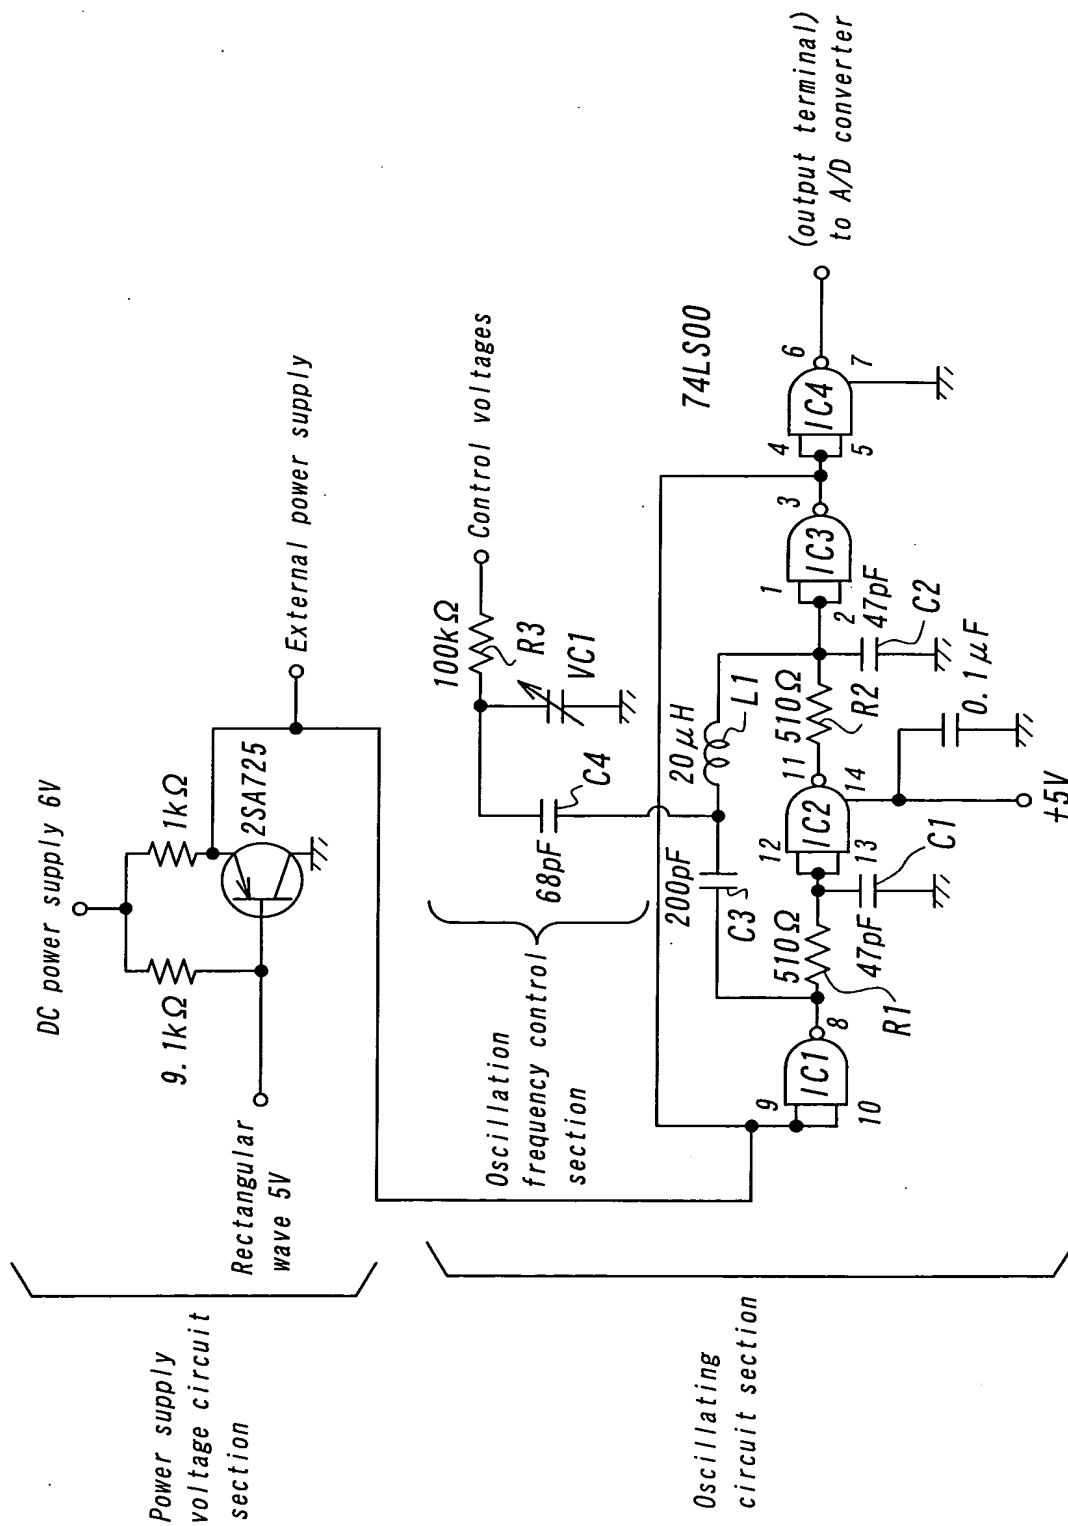 Power supply
voltage circuit
section
DC power supply 6V
9.1kΩ
1kΩ
2SA725
Rectangular
wave 5V
External power supply
Oscillation
frequency control
section
100kΩ
R3
Control voltages
VC1
68pF
C4
Oscillating
circuit section
200pF
C3
20μH
L1
74LS00
(output terminal)
to A/D converter
9
10
IC1
8
510Ω
R1
47pF
C1
12
13
IC2
11
14
510Ω
R2
+5V
0.1μF
47pF
C2
1
2
IC3
3
4
5
IC4
6
7